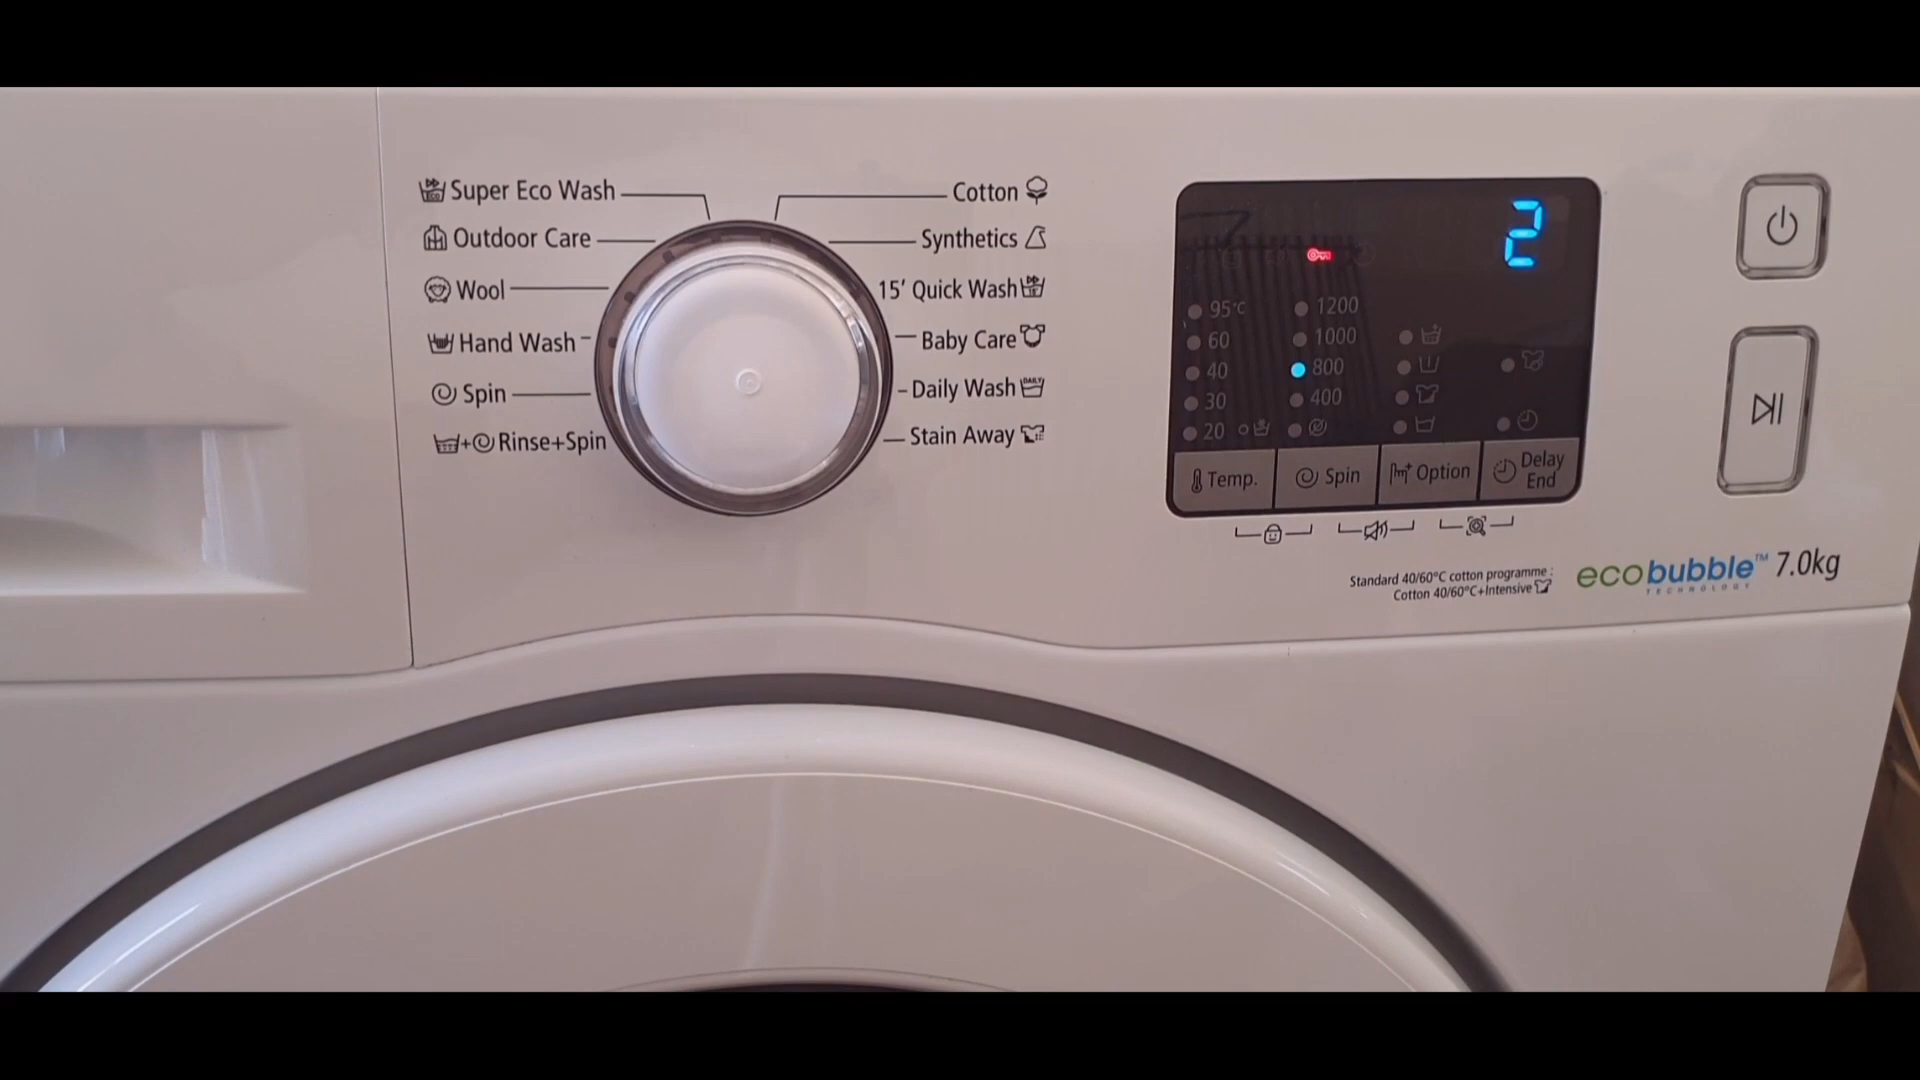 Super Eco Wash
Outdoor Care
Wool
Hand Wash
Spin
+ Rinse+Spin
Cotton
Synthetics
15' Quick Wash
Baby Care
Daily Wash
Stain Away
2
95°C
60
40
30
20
1200
1000
800
400
Temp.
Spin
Option
Delay
End
Standard 40/60°C cotton programme :
Cotton 40/60°C+Intensive
ecobubble™ 7.0kg
TECHNOLOGY